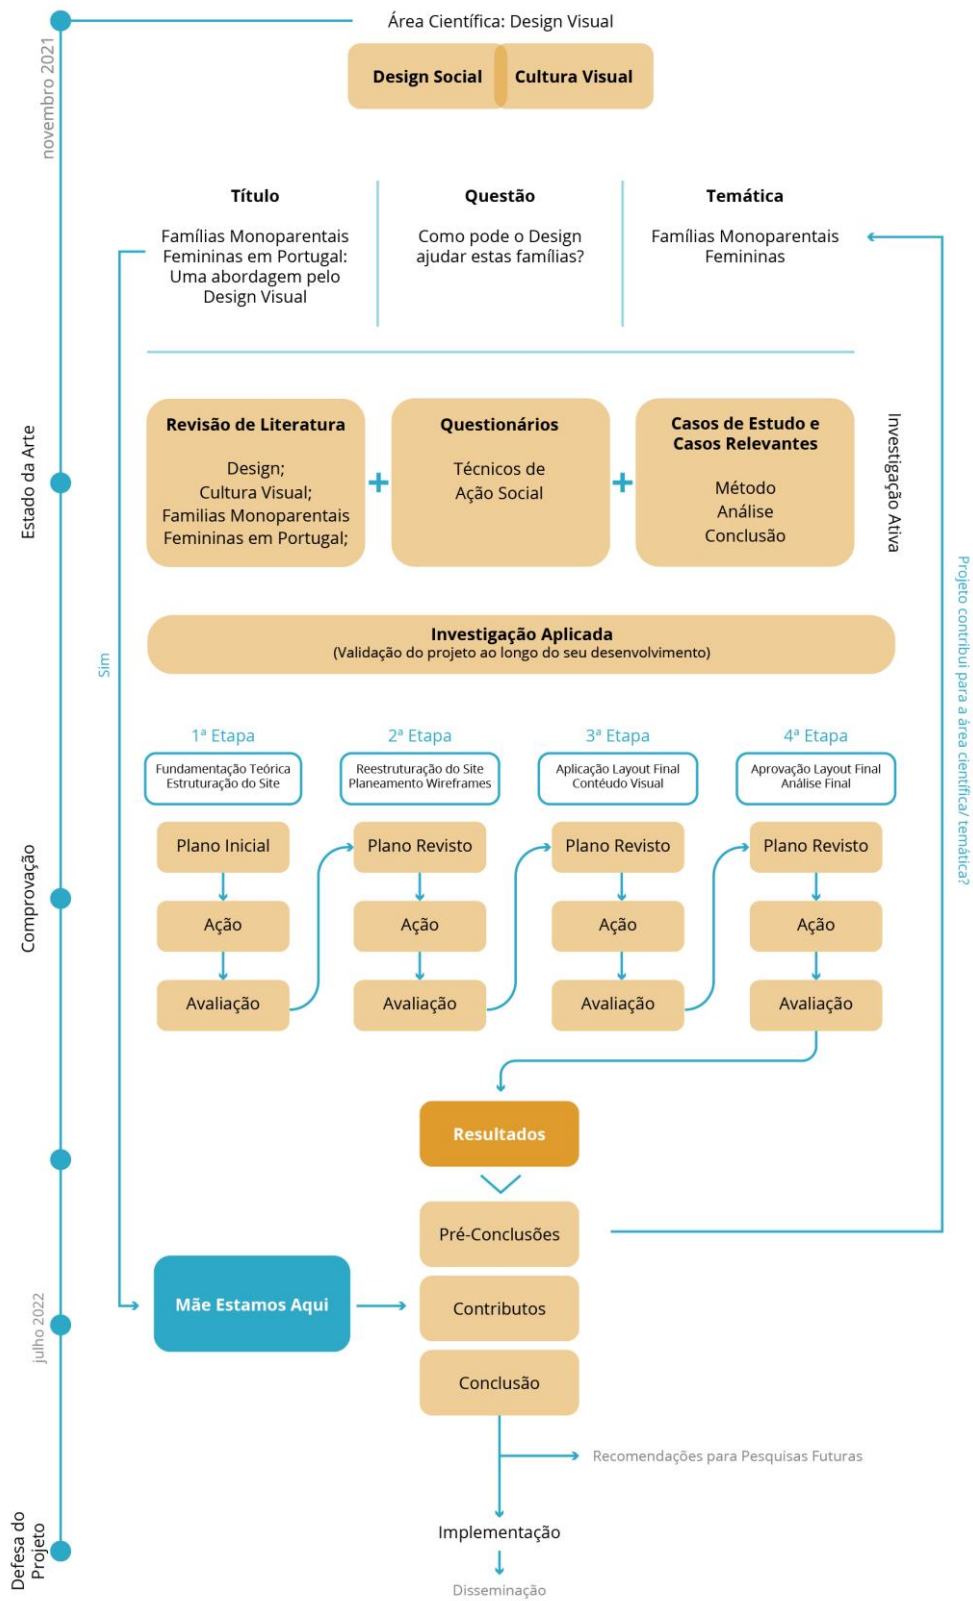 Área Científica: Design Visual
novembro 2021
Design Social
Cultura Visual
Título
Famílias Monoparentais
Femininas em Portugal:
Uma abordagem pelo
Design Visual
Questão
Como pode o Design
ajudar estas famílias?
Temática
Famílias Monoparentais
Femininas
Estado da Arte
Revisão de Literatura
Design;
Cultura Visual;
Familias Monoparentais
Femininas em Portugal;
+
Questionários
Técnicos de
Ação Social
+
Casos de Estudo e
Casos Relevantes
Método
Análise
Conclusão
Investigação Ativa
Projeto contribui para a área científica/ temática?
Sim
Investigação Aplicada
(Validação do projeto ao longo do seu desenvolvimento)
Comprovação
1ª Etapa
Fundamentação Teórica
Estruturação do Site
Plano Inicial
Ação
Avaliação
2ª Etapa
Reestruturação do Site
Planeamento Wireframes
Plano Revisto
Ação
Avaliação
3ª Etapa
Aplicação Layout Final
Contéudo Visual
Plano Revisto
Ação
Avaliação
4ª Etapa
Aprovação Layout Final
Análise Final
Plano Revisto
Ação
Avaliação
Resultados
Pré-Conclusões
Mãe Estamos Aqui
Contributos
julho 2022
Conclusão
Recomendações para Pesquisas Futuras
Defesa do
Projeto
Implementação
Disseminação